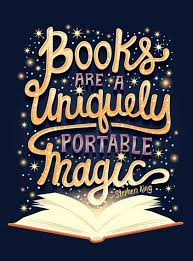 Books
ARE A
Uniquely
PORTABLE
Magic
-Stephen King